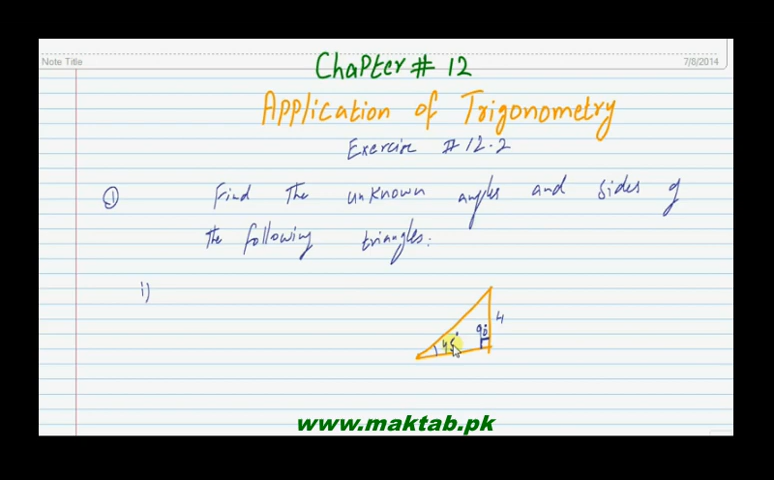 Note Title
7/8/2014
Chapter # 12
Application of Trigonometry
Exercise # 12.2
① Find the unknown angles and sides of
the following triangles:
i)
4
90°
45°
www.maktab.pk